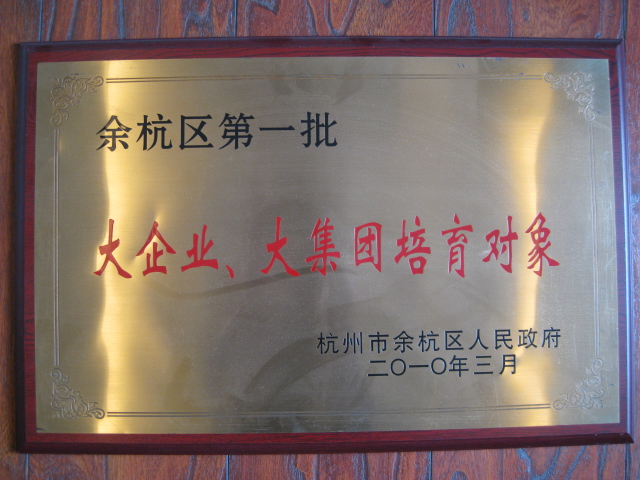 余杭区第一批
大企业、大集团培育对象
杭州市余杭区人民政府
二〇一〇年三月